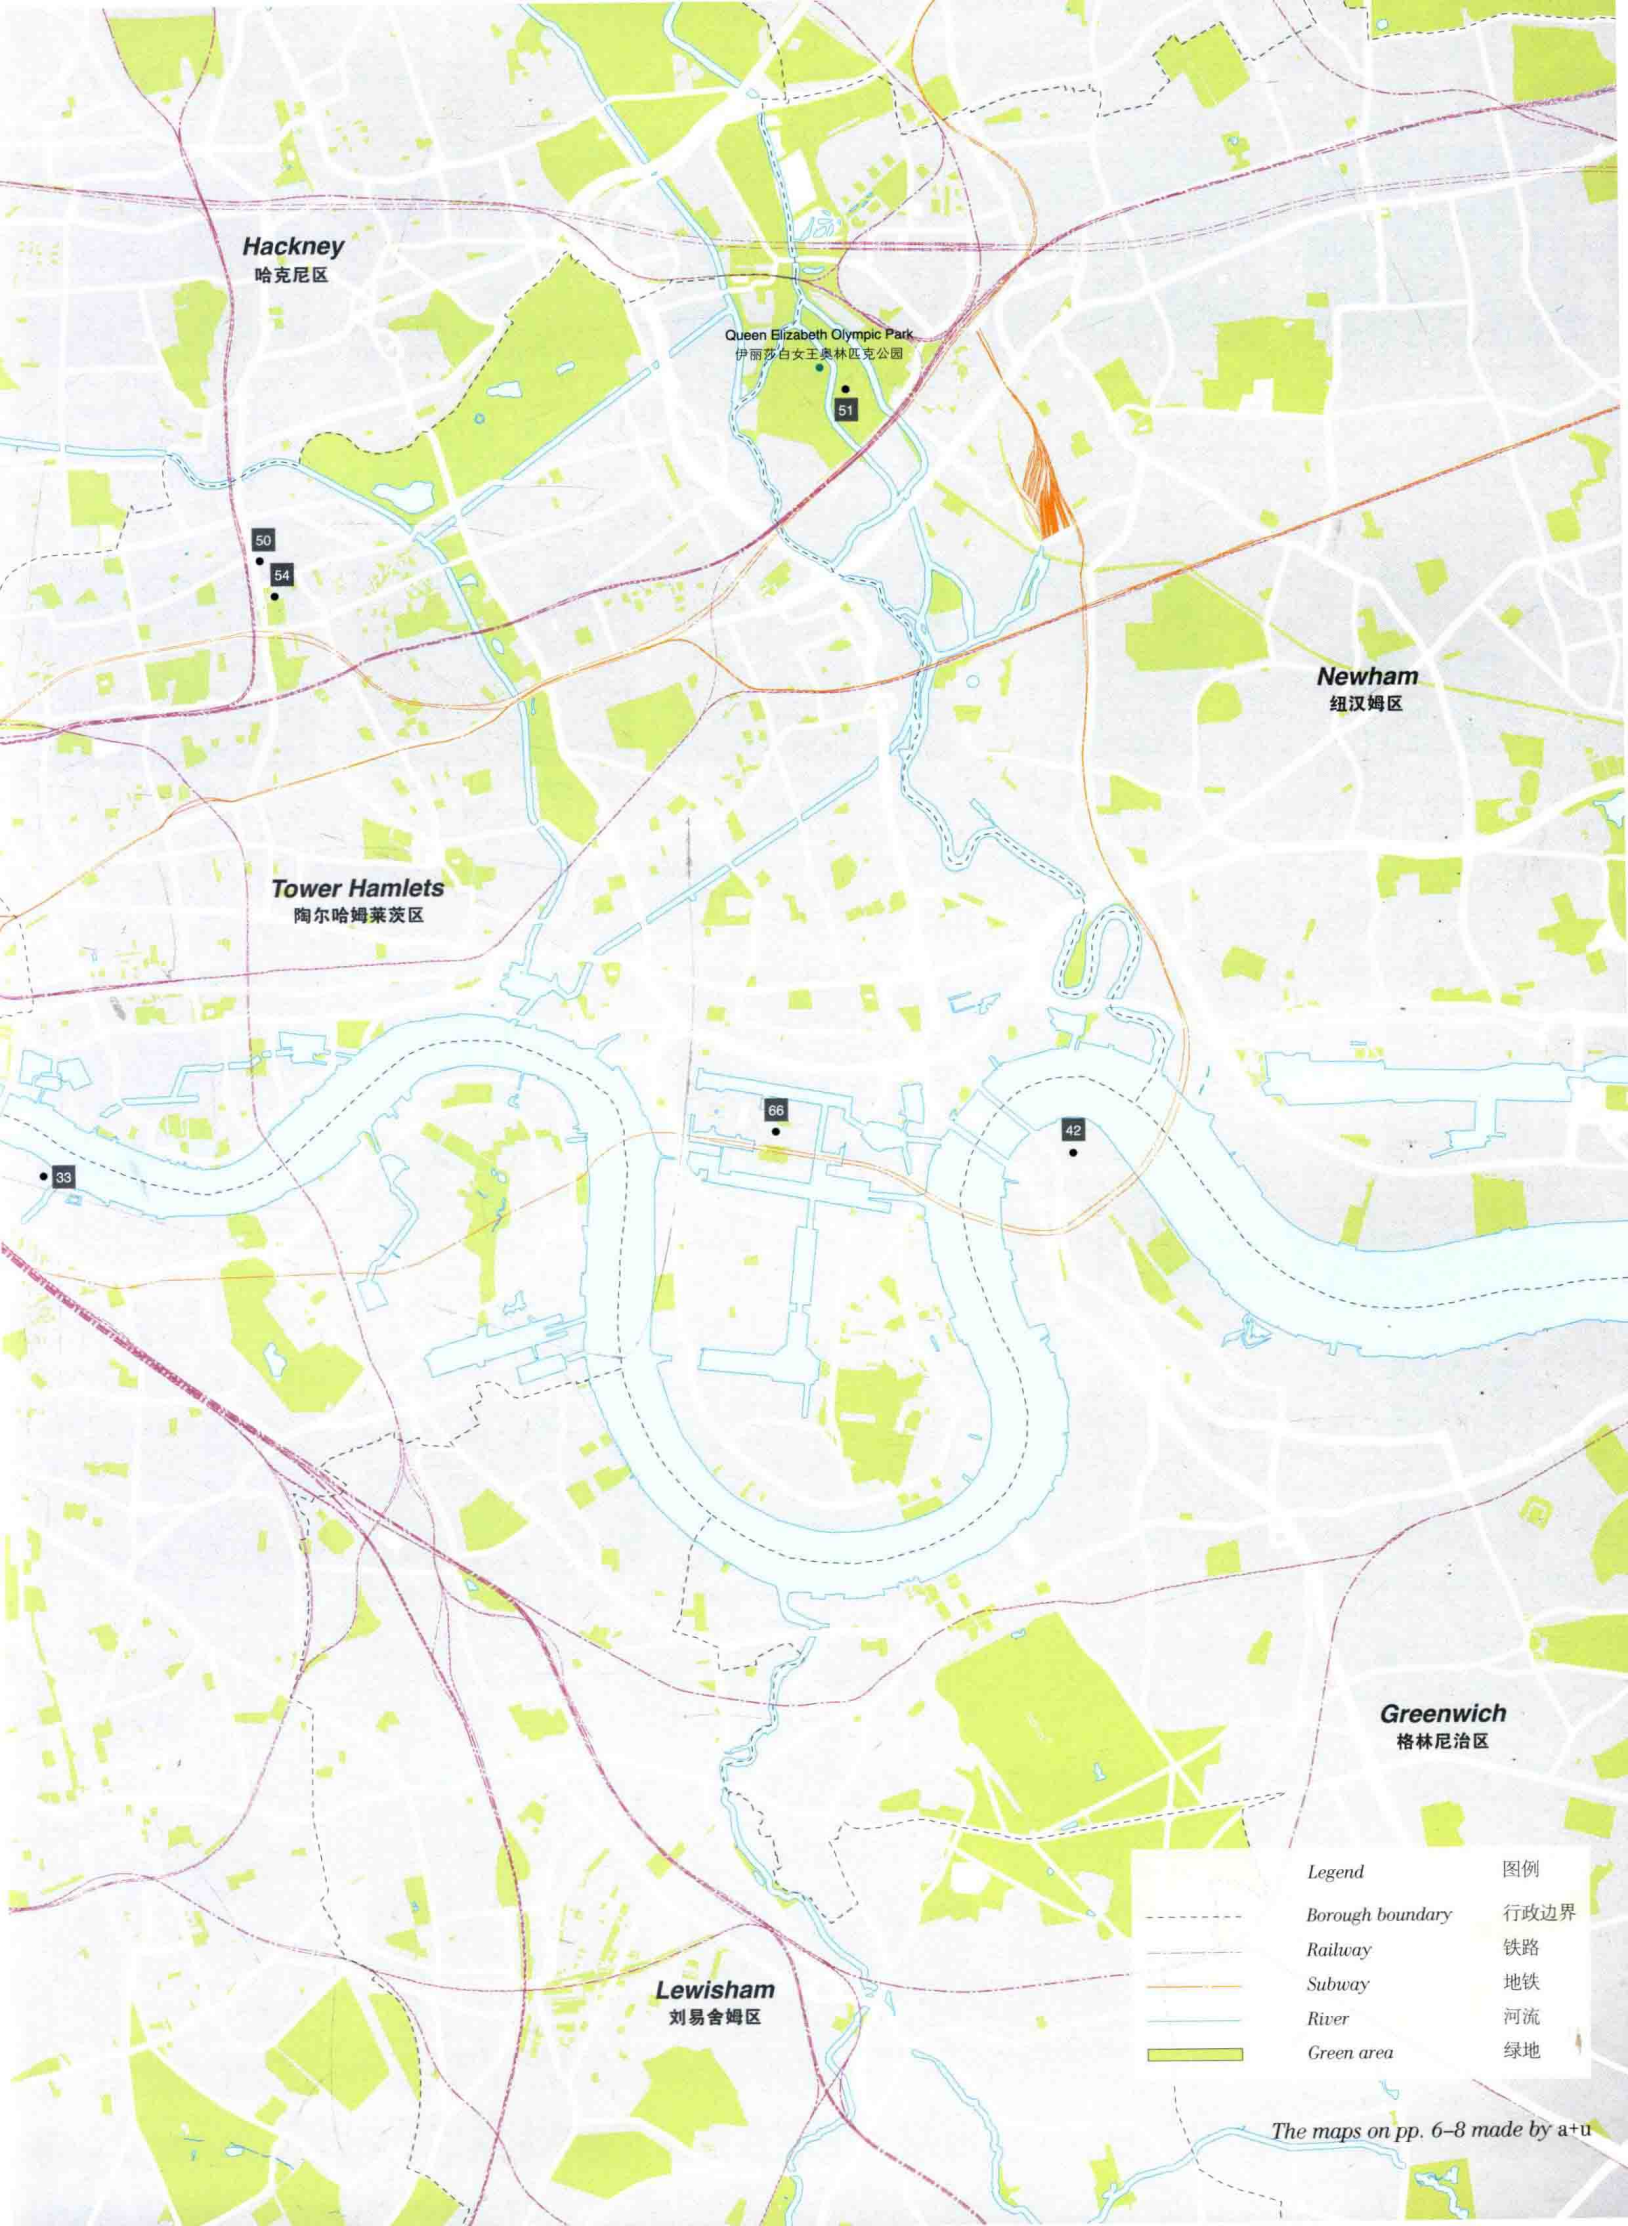 Hackney
哈克尼区
Queen Elizabeth Olympic Park
伊丽莎白女王奥林匹克公园
51
50
54
Newham
纽汉姆区
Tower Hamlets
陶尔哈姆莱茨区
66
42
33
Greenwich
格林尼治区
Legend 图例
Borough boundary 行政边界
Railway 铁路
Subway 地铁
River 河流
Green area 绿地
Lewisham
刘易舍姆区
The maps on pp. 6–8 made by a+u